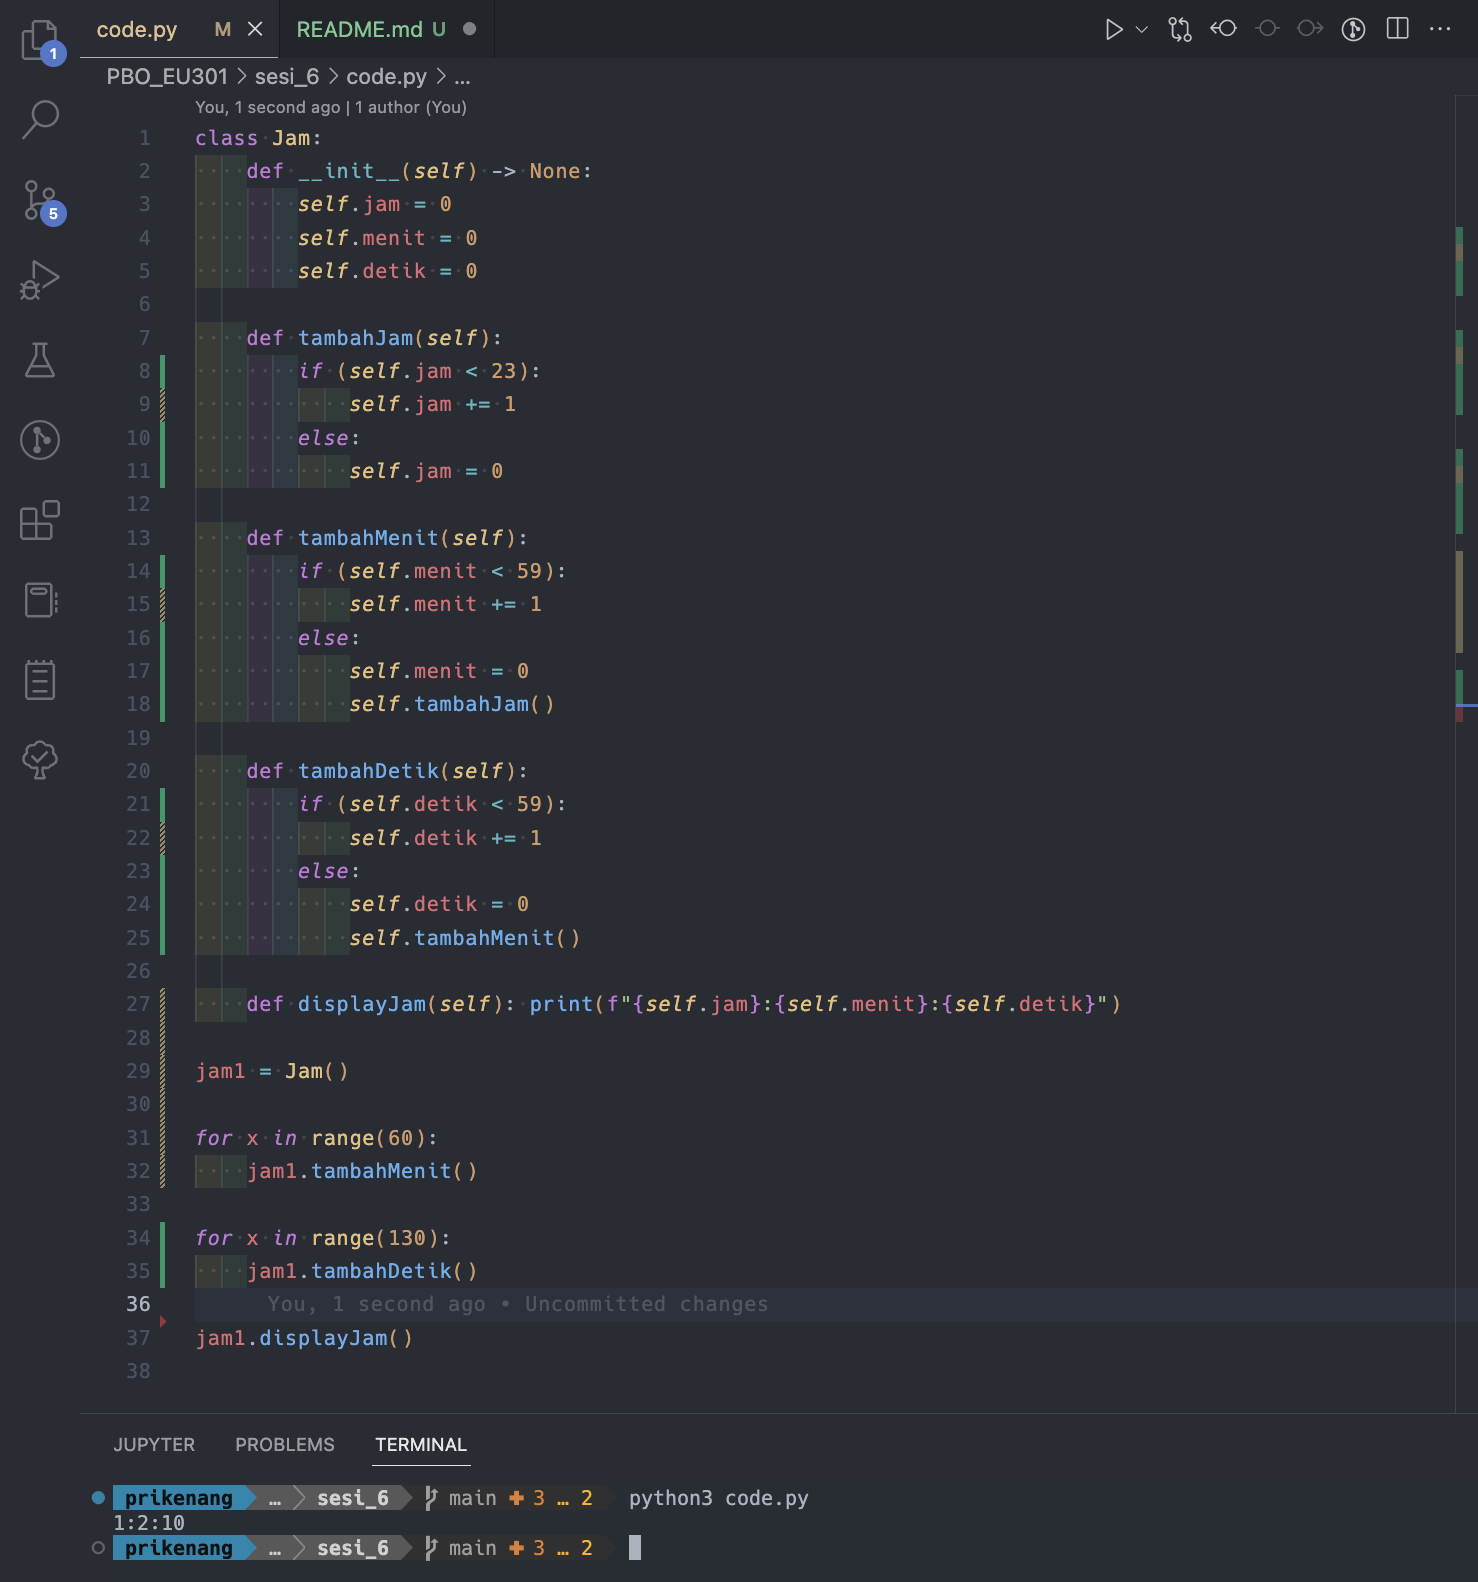 code.py M
README.md U
PBO_EU301 > sesi_6 > code.py > ...
You, 1 second ago | 1 author (You)
1 class Jam:
2     def __init__(self) -> None:
3         self.jam = 0
4         self.menit = 0
5         self.detik = 0
6
7     def tambahJam(self):
8         if (self.jam < 23):
9             self.jam += 1
10         else:
11             self.jam = 0
12
13     def tambahMenit(self):
14         if (self.menit < 59):
15             self.menit += 1
16         else:
17             self.menit = 0
18             self.tambahJam()
19
20     def tambahDetik(self):
21         if (self.detik < 59):
22             self.detik += 1
23         else:
24             self.detik = 0
25             self.tambahMenit()
26
27     def displayJam(self): print(f"{self.jam}:{self.menit}:{self.detik}")
28
29 jam1 = Jam()
30
31 for x in range(60):
32     jam1.tambahMenit()
33
34 for x in range(130):
35     jam1.tambahDetik()
36 You, 1 second ago • Uncommitted changes
37 jam1.displayJam()
38
1
5
JUPYTER PROBLEMS TERMINAL
prikenang … sesi_6 main + 3 … 2 python3 code.py
1:2:10
prikenang … sesi_6 main + 3 … 2